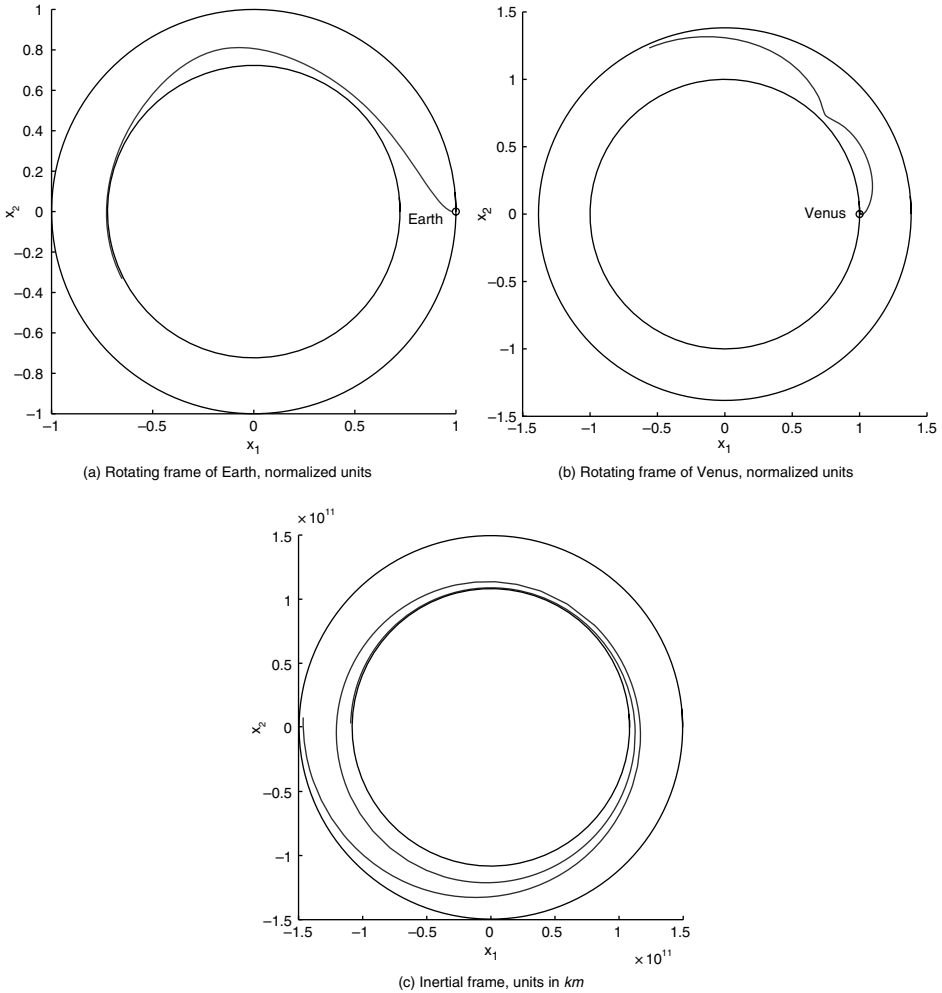 1
0.8
0.6
0.4
0.2
0
−0.2
−0.4
−0.6
−0.8
−1
x2
Earth
−1 −0.5 0 0.5 1
x1
(a) Rotating frame of Earth, normalized units
1.5
1
0.5
0
−0.5
−1
−1.5
x2
Venus
−1.5 −1 −0.5 0 0.5 1 1.5
x1
(b) Rotating frame of Venus, normalized units
× 10^11
1.5
1
0.5
0
−0.5
−1
−1.5
x2
−1.5 −1 −0.5 0 0.5 1 1.5
x1
× 10^11
(c) Inertial frame, units in km